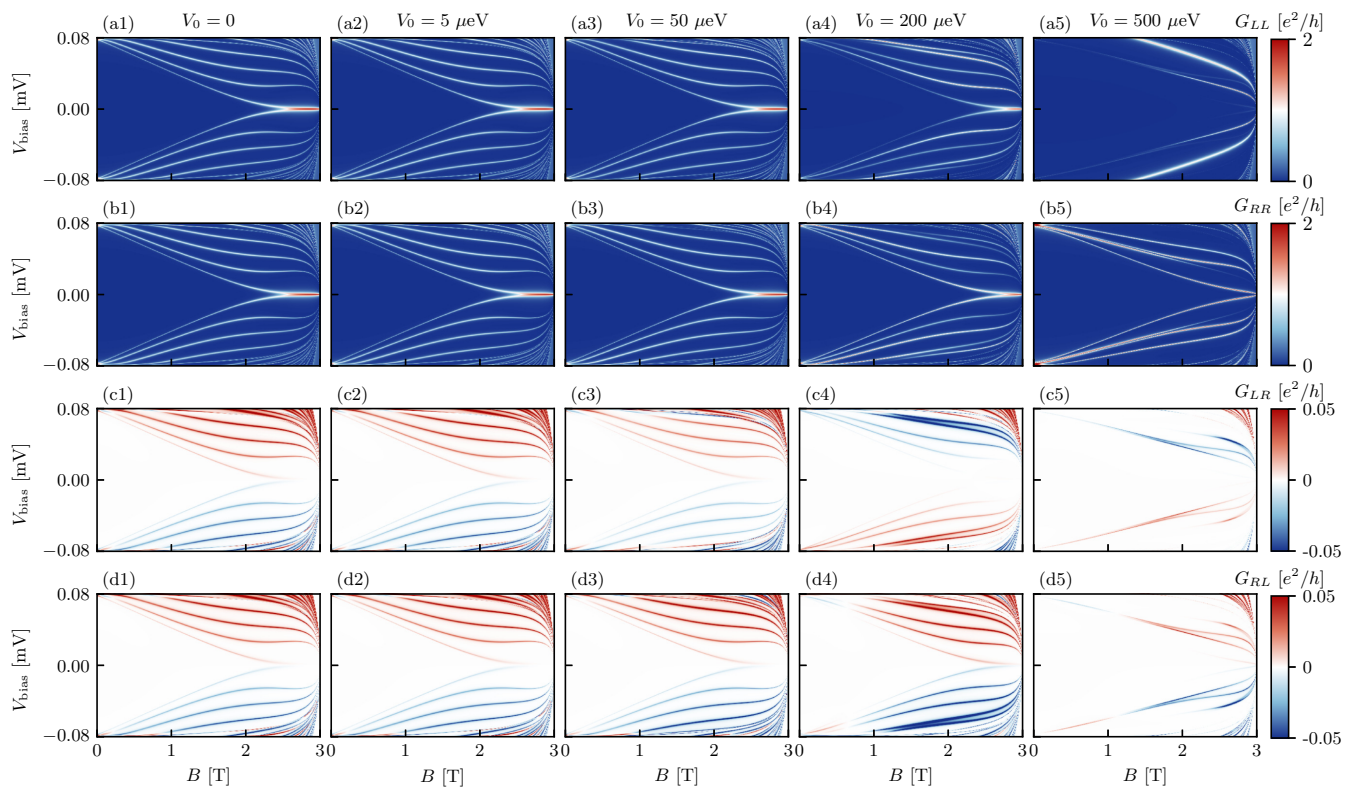 (a1) V₀ = 0 (a2) V₀ = 5 μeV (a3) V₀ = 50 μeV (a4) V₀ = 200 μeV (a5) V₀ = 500 μeV G_LL [e²/h]
0.08 2
V_bias [mV] 0.00
−0.08 0
(b1) (b2) (b3) (b4) (b5) G_RR [e²/h]
0.08 2
V_bias [mV] 0.00
−0.08 0
(c1) (c2) (c3) (c4) (c5) G_LR [e²/h]
0.08 0.05
V_bias [mV] 0.00 0
−0.08 -0.05
(d1) (d2) (d3) (d4) (d5) G_RL [e²/h]
0.08 0.05
V_bias [mV] 0.00 0
−0.08 -0.05
0 1 2 3 0 1 2 3 0 1 2 3 0 1 2 3 0 1 2 3
B [T] B [T] B [T] B [T] B [T]